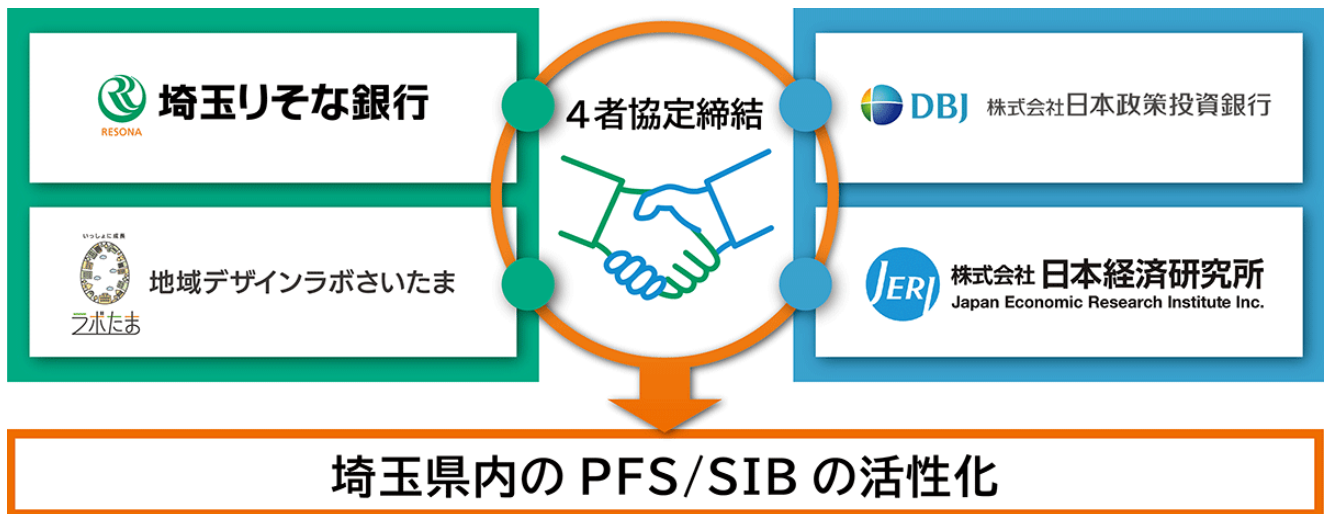 RESONA
埼玉りそな銀行
いっしょに成長
ラボたま
地域デザインラボさいたま
4者協定締結
DBJ
株式会社日本政策投資銀行
JERI
株式会社 日本経済研究所
Japan Economic Research Institute Inc.
埼玉県内の PFS/SIB の活性化